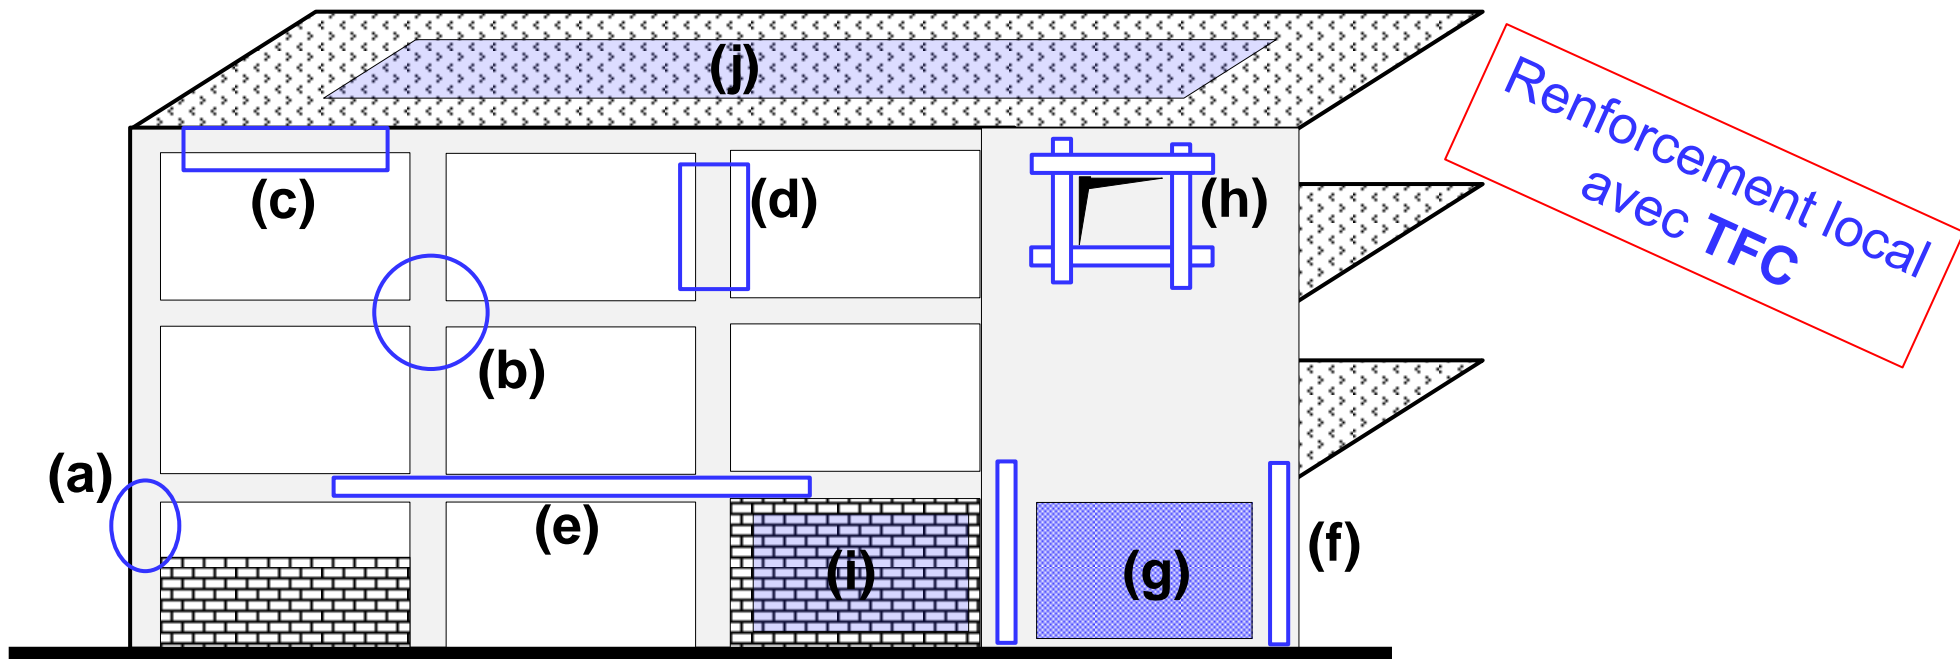 (j)
Renforcement local
avec TFC
(c)
(d)
(h)
(b)
(a)
(e)
(f)
(i)
(g)